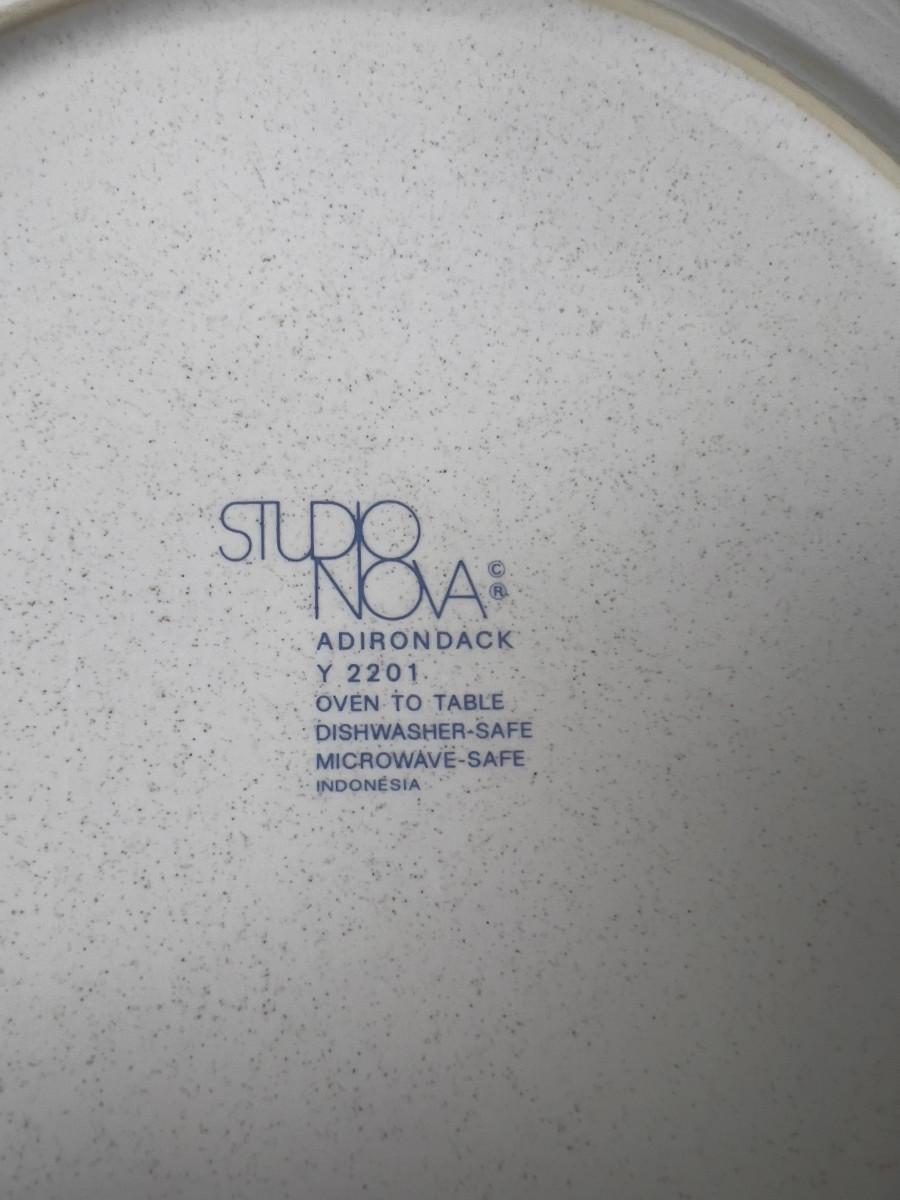 STUDIO
NOVA © ®
ADIRONDACK
Y 2201
OVEN TO TABLE
DISHWASHER-SAFE
MICROWAVE-SAFE
INDONESIA